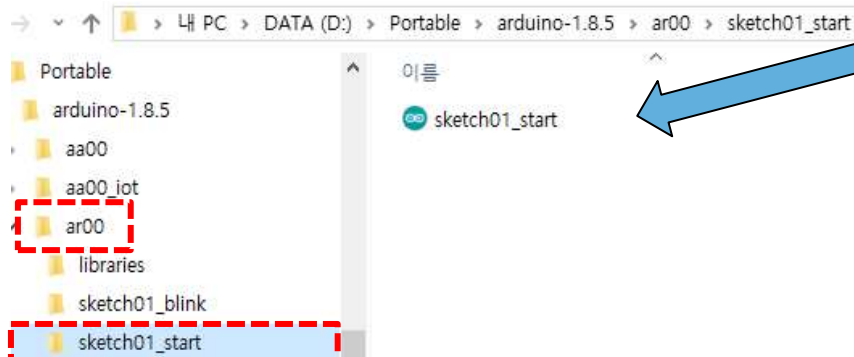 내 PC > DATA (D:) > Portable > arduino-1.8.5 > ar00 > sketch01_start
Portable
이름
arduino-1.8.5
sketch01_start
aa00
aa00_iot
ar00
libraries
sketch01_blink
sketch01_start